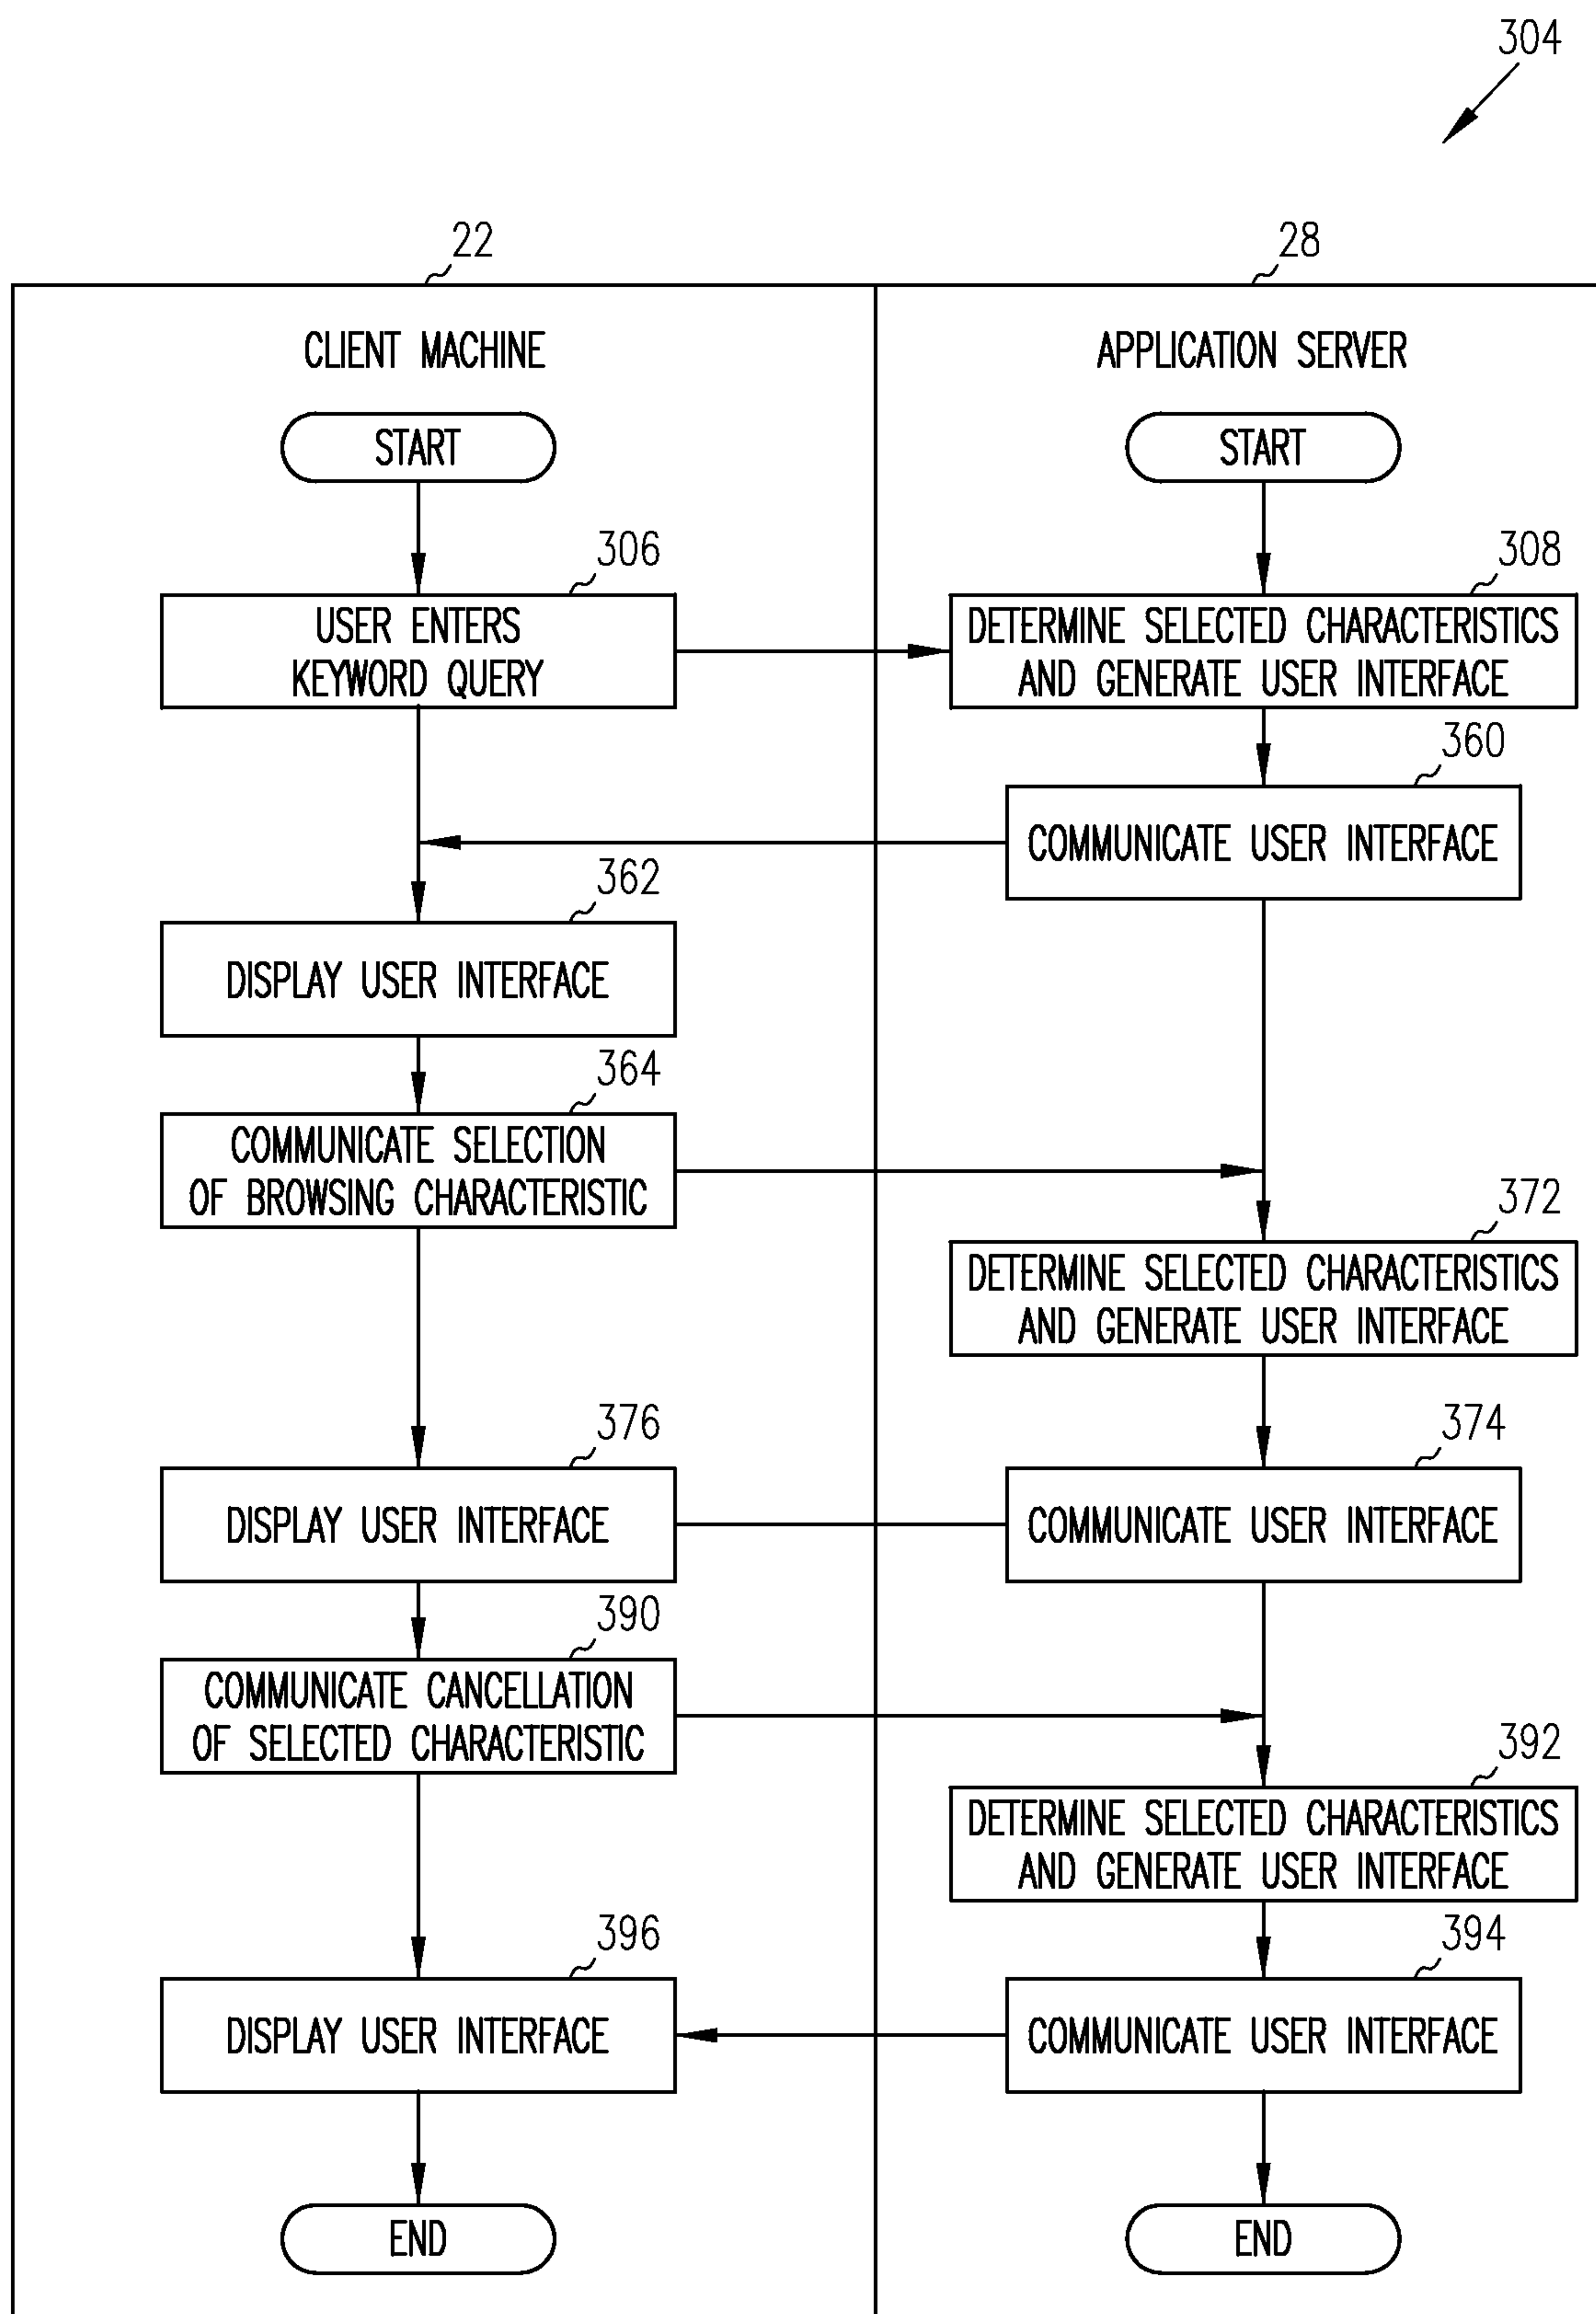 304
22
28
CLIENT MACHINE
APPLICATION SERVER
START
START
306
308
USER ENTERS
KEYWORD QUERY
DETERMINE SELECTED CHARACTERISTICS
AND GENERATE USER INTERFACE
360
COMMUNICATE USER INTERFACE
362
DISPLAY USER INTERFACE
364
COMMUNICATE SELECTION
OF BROWSING CHARACTERISTIC
372
DETERMINE SELECTED CHARACTERISTICS
AND GENERATE USER INTERFACE
376
374
DISPLAY USER INTERFACE
COMMUNICATE USER INTERFACE
390
COMMUNICATE CANCELLATION
OF SELECTED CHARACTERISTIC
392
DETERMINE SELECTED CHARACTERISTICS
AND GENERATE USER INTERFACE
396
394
DISPLAY USER INTERFACE
COMMUNICATE USER INTERFACE
END
END